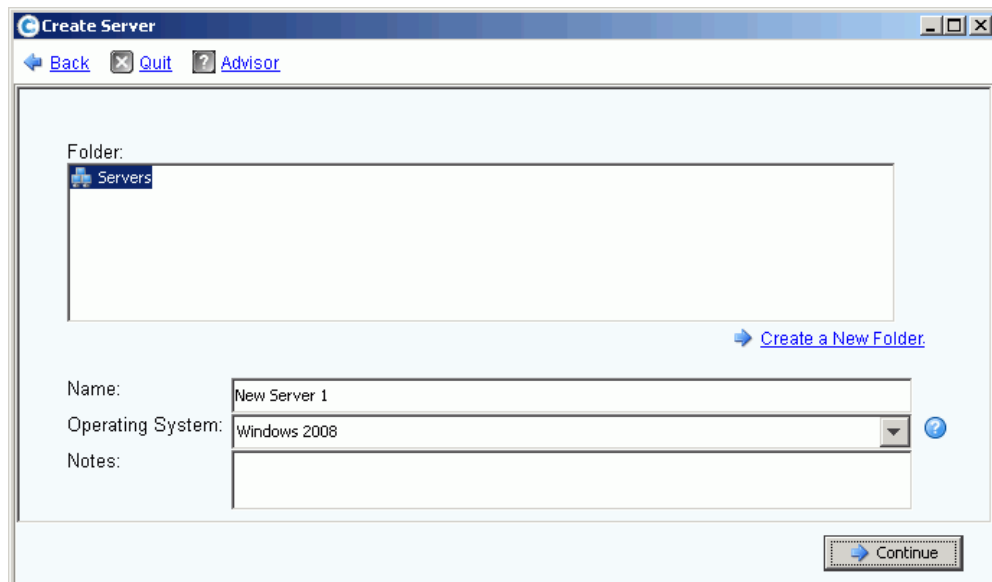 Create Server
Back Quit Advisor
Folder:
Servers
Create a New Folder.
Name: New Server 1
Operating System: Windows 2008
Notes:
Continue